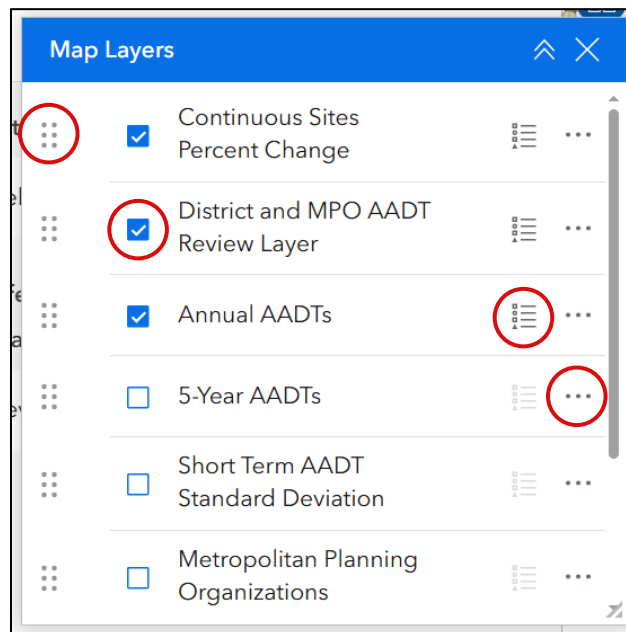 Map Layers
Continuous Sites
Percent Change
District and MPO AADT
Review Layer
Annual AADTs
5-Year AADTs
Short Term AADT
Standard Deviation
Metropolitan Planning
Organizations